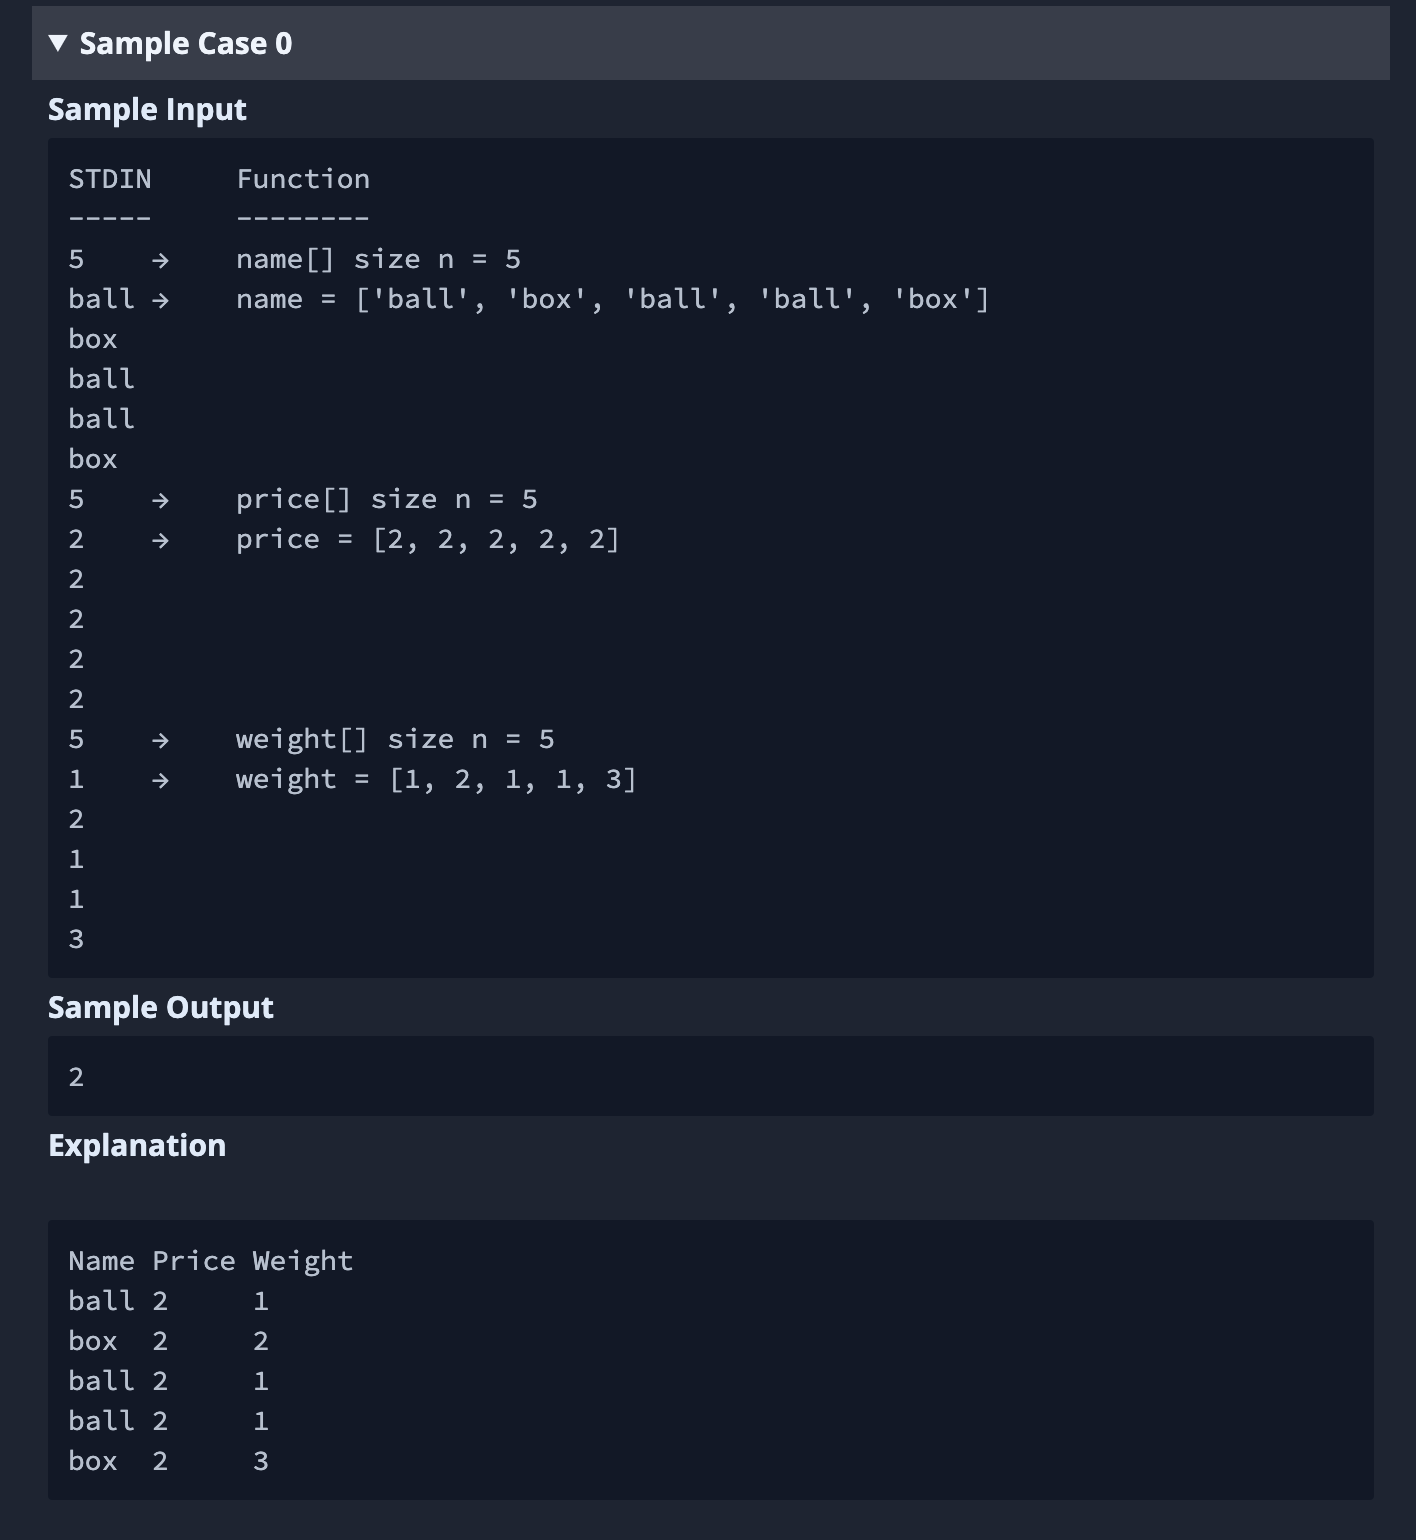 ▼ Sample Case 0
Sample Input
STDIN     Function
-----     --------
5    →    name[] size n = 5
ball →    name = ['ball', 'box', 'ball', 'ball', 'box']
box
ball
ball
box
5    →    price[] size n = 5
2    →    price = [2, 2, 2, 2, 2]
2
2
2
2
5    →    weight[] size n = 5
1    →    weight = [1, 2, 1, 1, 3]
2
1
1
3
Sample Output
2
Explanation
Name Price Weight
ball 2     1
box  2     2
ball 2     1
ball 2     1
box  2     3